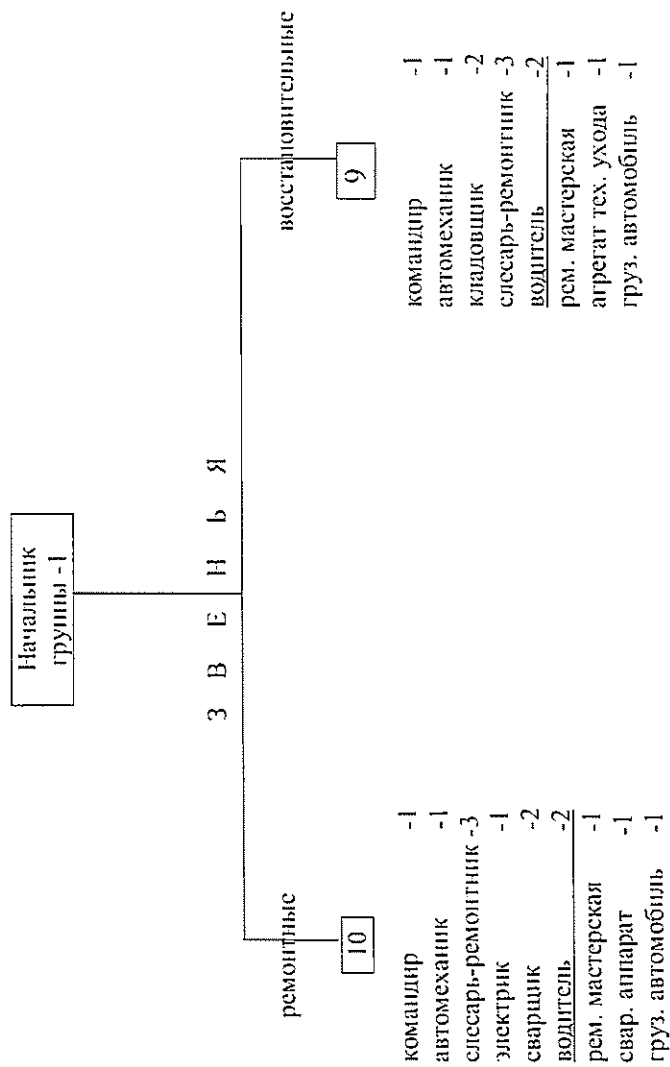 Начальник
группы -1
З В Е Н Ь Я
ремонтные
10
командир -1
автомеханик -1
слесарь-ремонтник -3
электрик -1
сварщик -2
водитель -2
рем. мастерская -1
свар. аппарат -1
груз. автомобиль -1
восстановительные
9
командир -1
автомеханик -1
кладовщик -2
слесарь-ремонтник -3
водитель -2
рем. мастерская -1
агрегат тех. ухода -1
груз. автомобиль -1